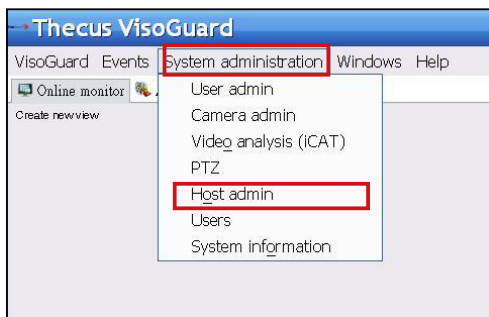 Thecus VisoGuard
VisoGuard Events System administration Windows Help
Online monitor
Create new view
User admin
Camera admin
Video analysis (iCAT)
PTZ
Host admin
Users
System information